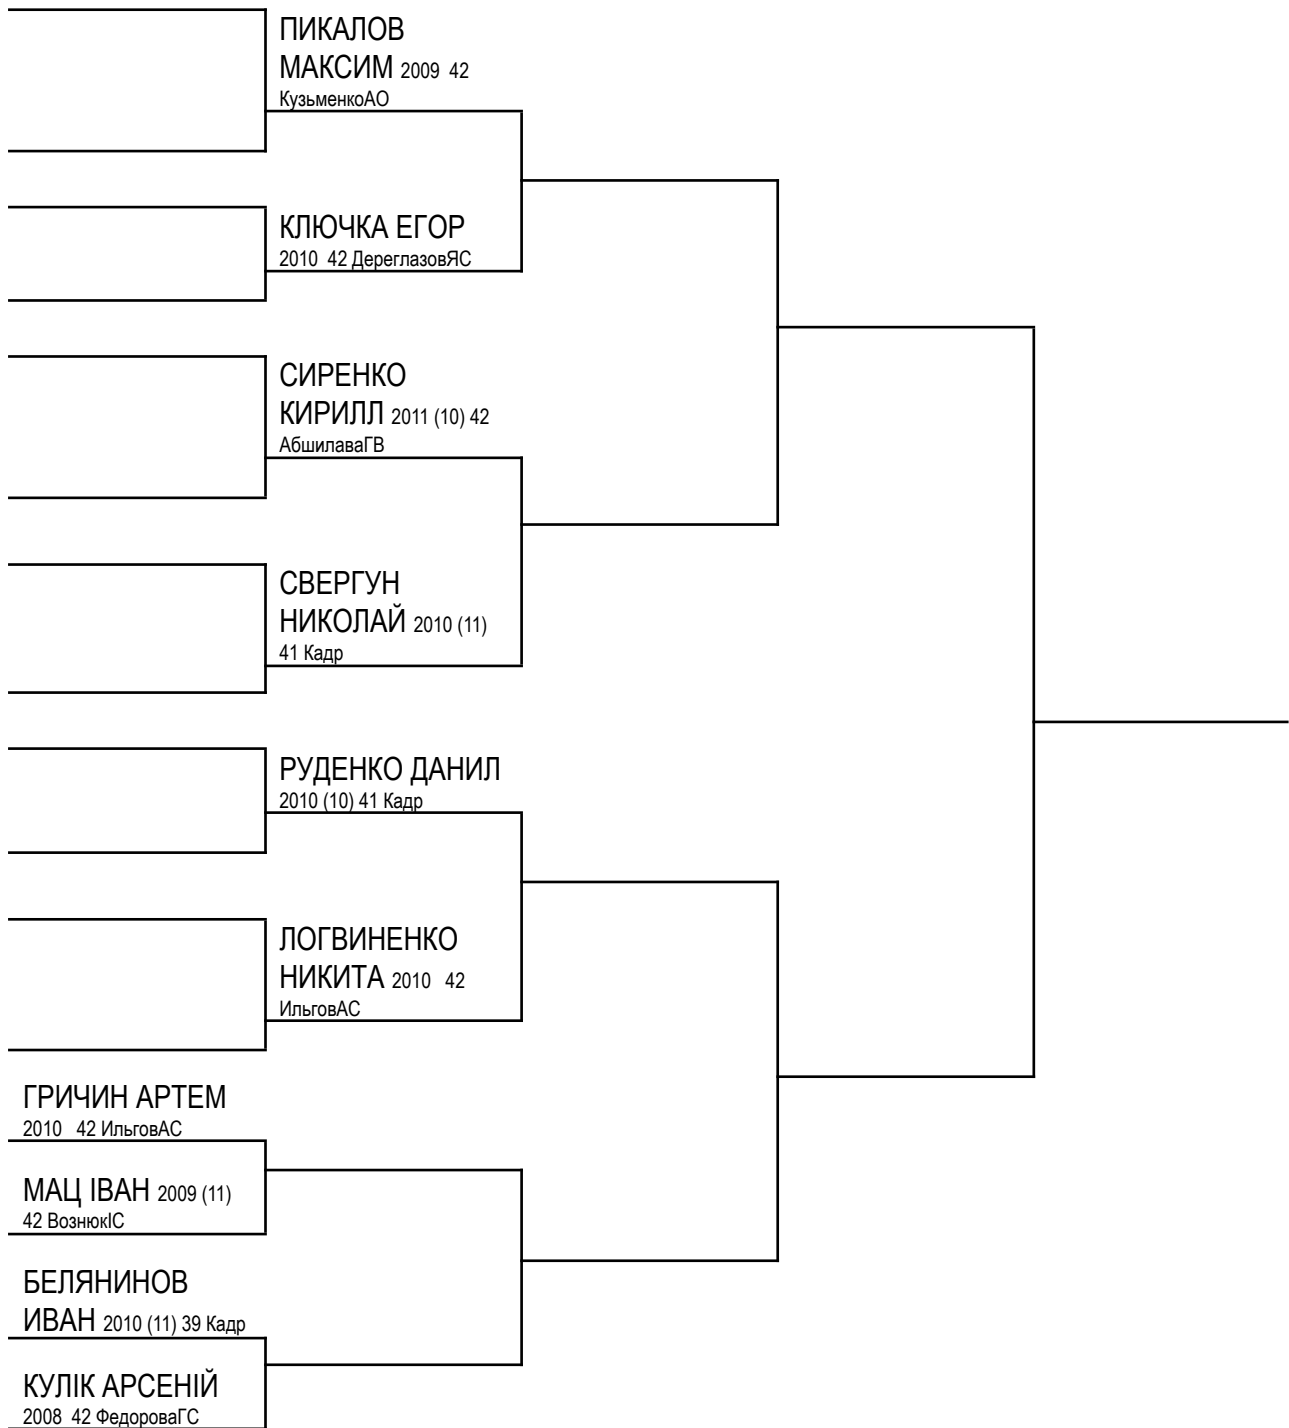 ПИКАЛОВ
МАКСИМ 2009 42
КузьменкоАО
КЛЮЧКА ЕГОР
2010 42 ДереглазовЯС
СИРЕНКО
КИРИЛЛ 2011 (10) 42
АбшилаваГВ
СВЕРГУН
НИКОЛАЙ 2010 (11)
41 Кадр
РУДЕНКО ДАНИЛ
2010 (10) 41 Кадр
ЛОГВИНЕНКО
НИКИТА 2010 42
ИльговАС
ГРИЧИН АРТЕМ
2010 42 ИльговАС
МАЦ ІВАН 2009 (11)
42 ВознюкІС
БЕЛЯНИНОВ
ИВАН 2010 (11) 39 Кадр
КУЛІК АРСЕНІЙ
2008 42 ФедороваГС